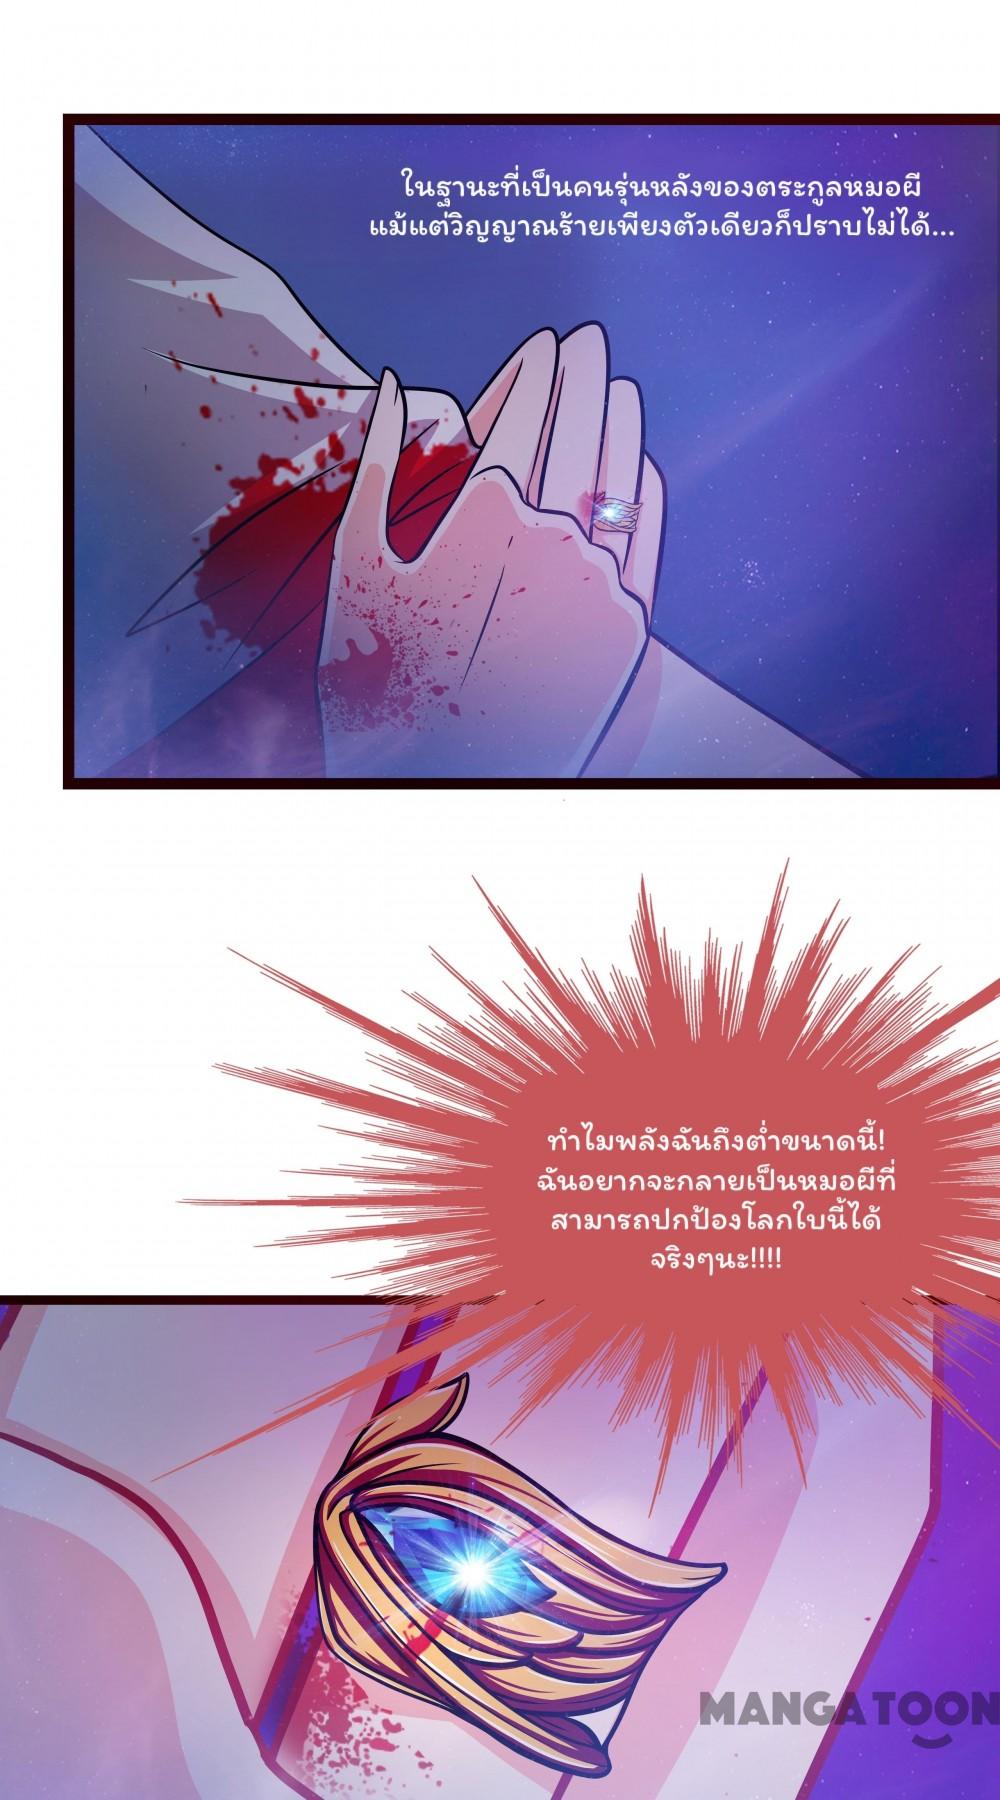 ในฐานะที่เป็นคนรุ่นหลังของตระกูลหมอผี
แม้แต่วิญญาณร้ายเพียงตัวเดียวก็ปราบไม่ได้...
ทำไมพลังฉันถึงต่ำขนาดนี้!
ฉันอยากจะกลายเป็นหมอผีที่
สามารถปกป้องโลกใบนี้ได้
จริงๆนะ!!!!
MANGATOON